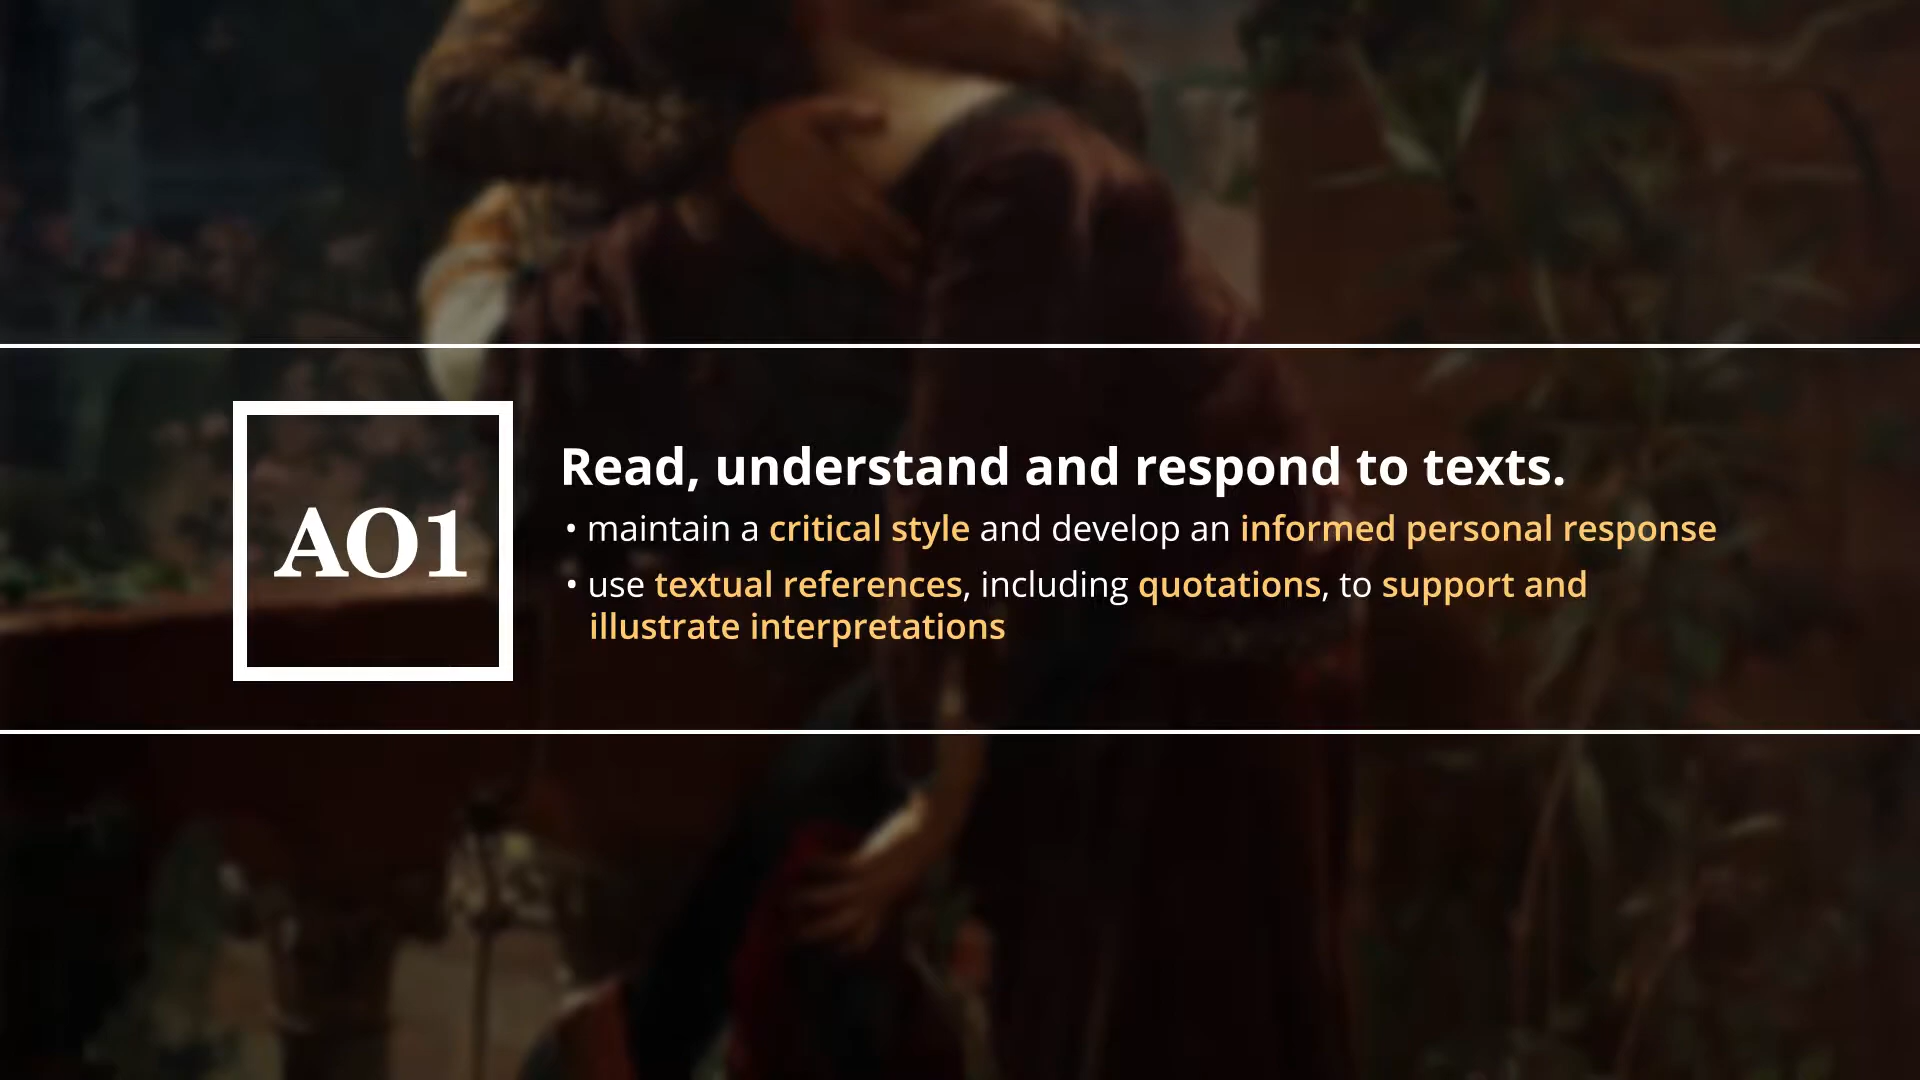 AO1
Read, understand and respond to texts.
• maintain a critical style and develop an informed personal response
• use textual references, including quotations, to support and
illustrate interpretations